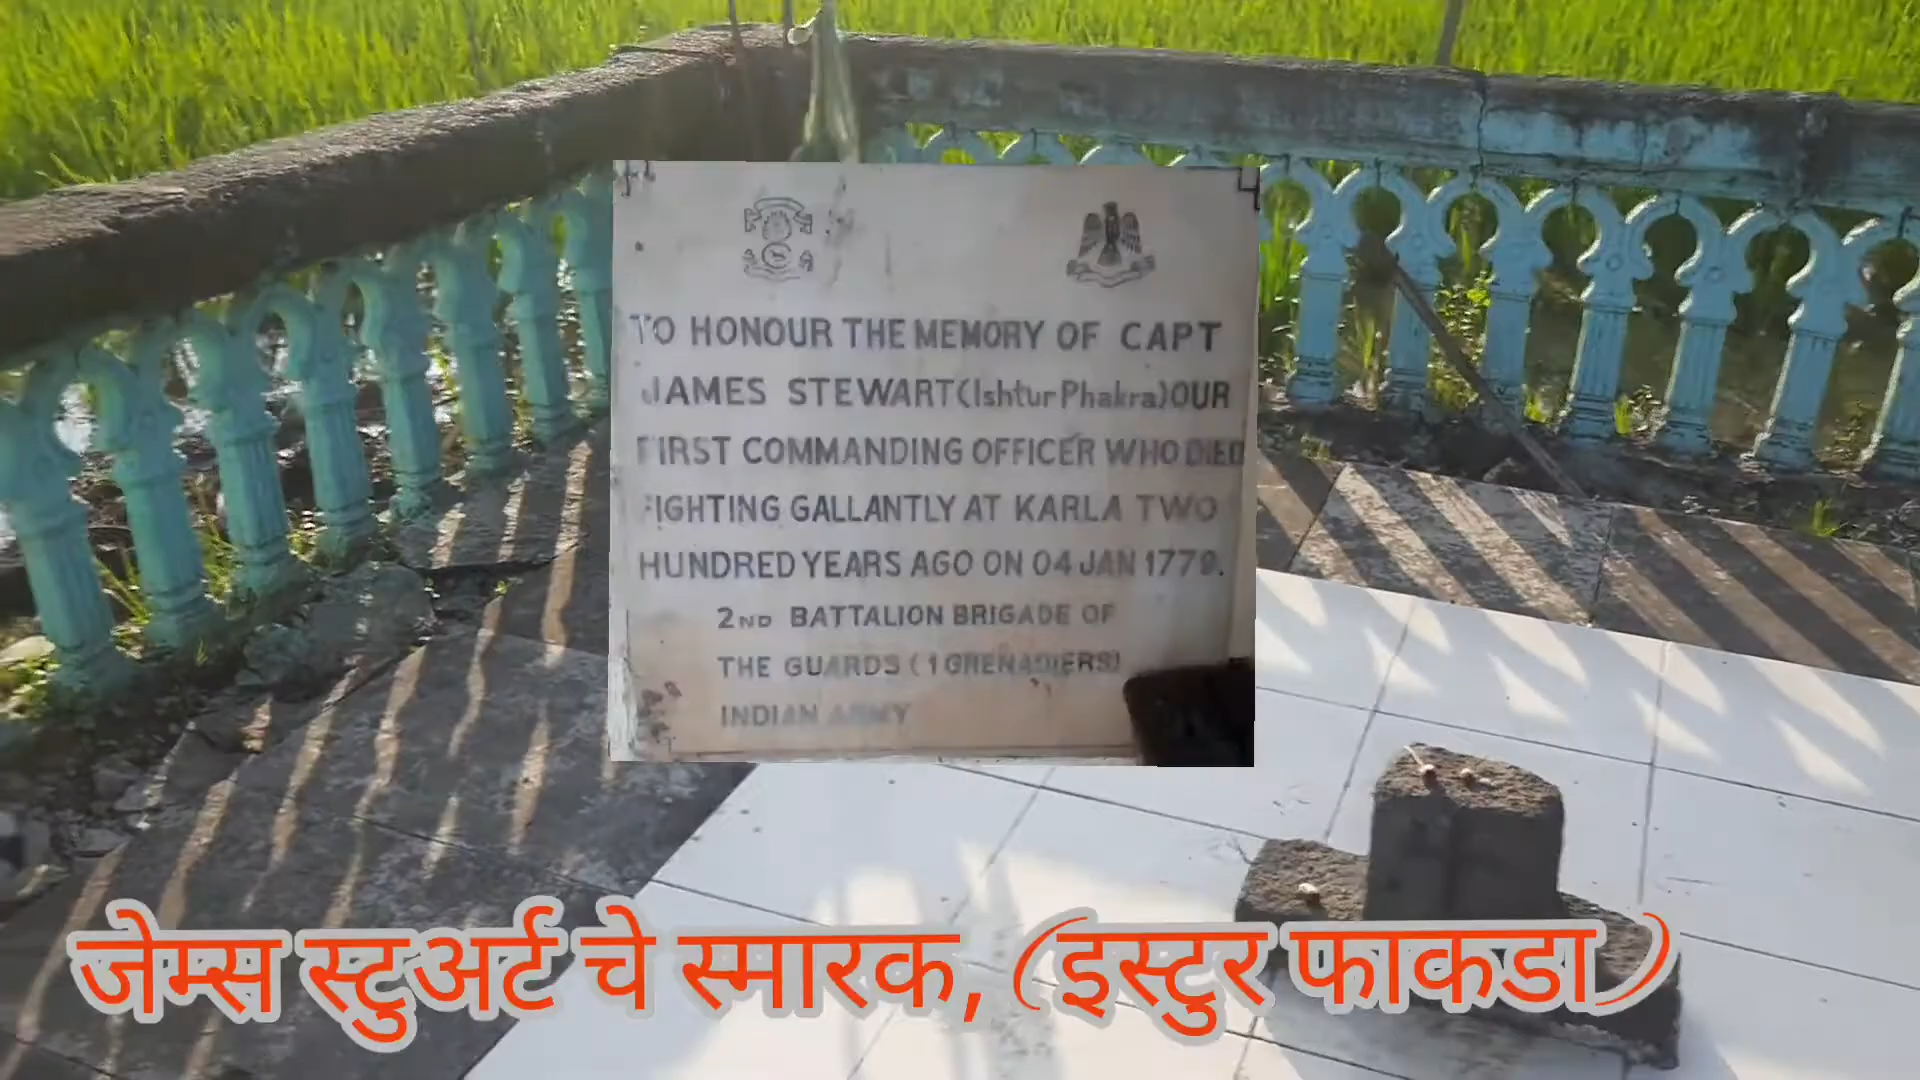 TO HONOUR THE MEMORY OF CAPT
JAMES STEWART (Ishtur Phakra) OUR
FIRST COMMANDING OFFICER WHO DIED
FIGHTING GALLANTLY AT KARLA TWO
HUNDRED YEARS AGO ON 04 JAN 1779.
2ND BATTALION BRIGADE OF
THE GUARDS (1 GRENADIERS)
INDIAN ARMY
जेम्स स्टुअर्ट चे स्मारक, (इस्टुर फाकडा)